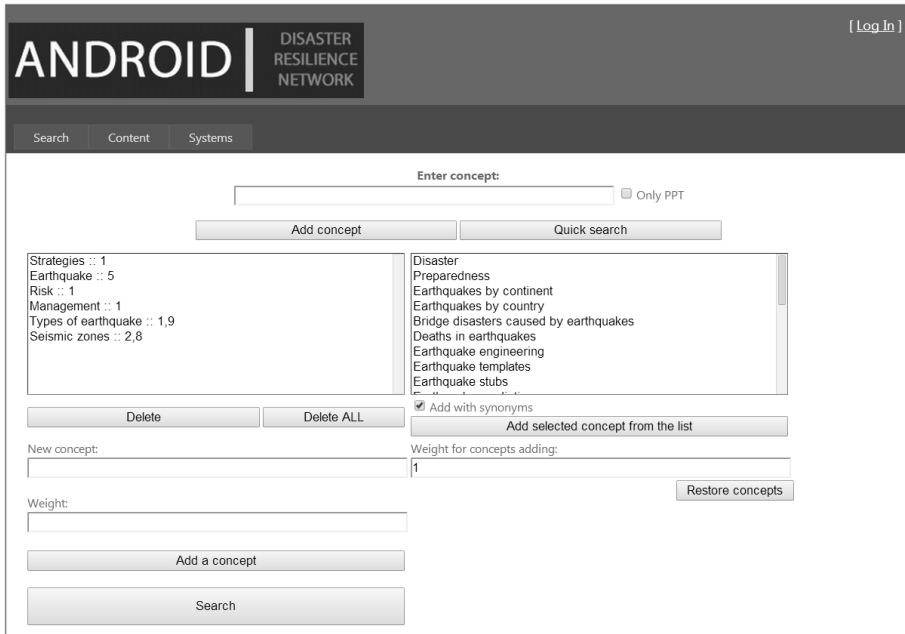 [ Log In ]
ANDROID
DISASTER
RESILIENCE
NETWORK
Search
Content
Systems
Enter concept:
Only PPT
Add concept
Quick search
Strategies :: 1
Earthquake :: 5
Risk :: 1
Management :: 1
Types of earthquake :: 1,9
Seismic zones :: 2,8
Disaster
Preparedness
Earthquakes by continent
Earthquakes by country
Bridge disasters caused by earthquakes
Deaths in earthquakes
Earthquake engineering
Earthquake templates
Earthquake stubs
Delete
Delete ALL
Add with synonyms
Add selected concept from the list
New concept:
Weight for concepts adding:
1
Restore concepts
Weight:
Add a concept
Search